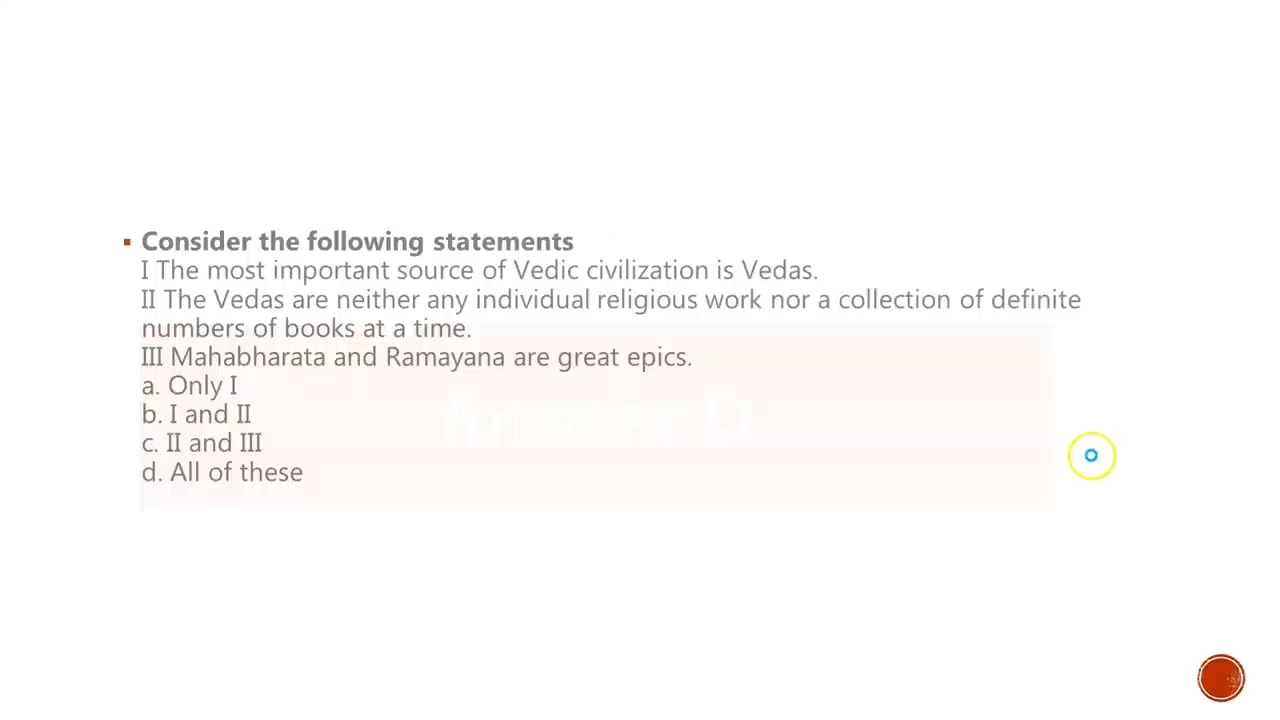 Consider the following statements
I The most important source of Vedic civilization is Vedas.
II The Vedas are neither any individual religious work nor a collection of definite
numbers of books at a time.
III Mahabharata and Ramayana are great epics.
a. Only I
b. I and II
c. II and III
d. All of these
Answer D